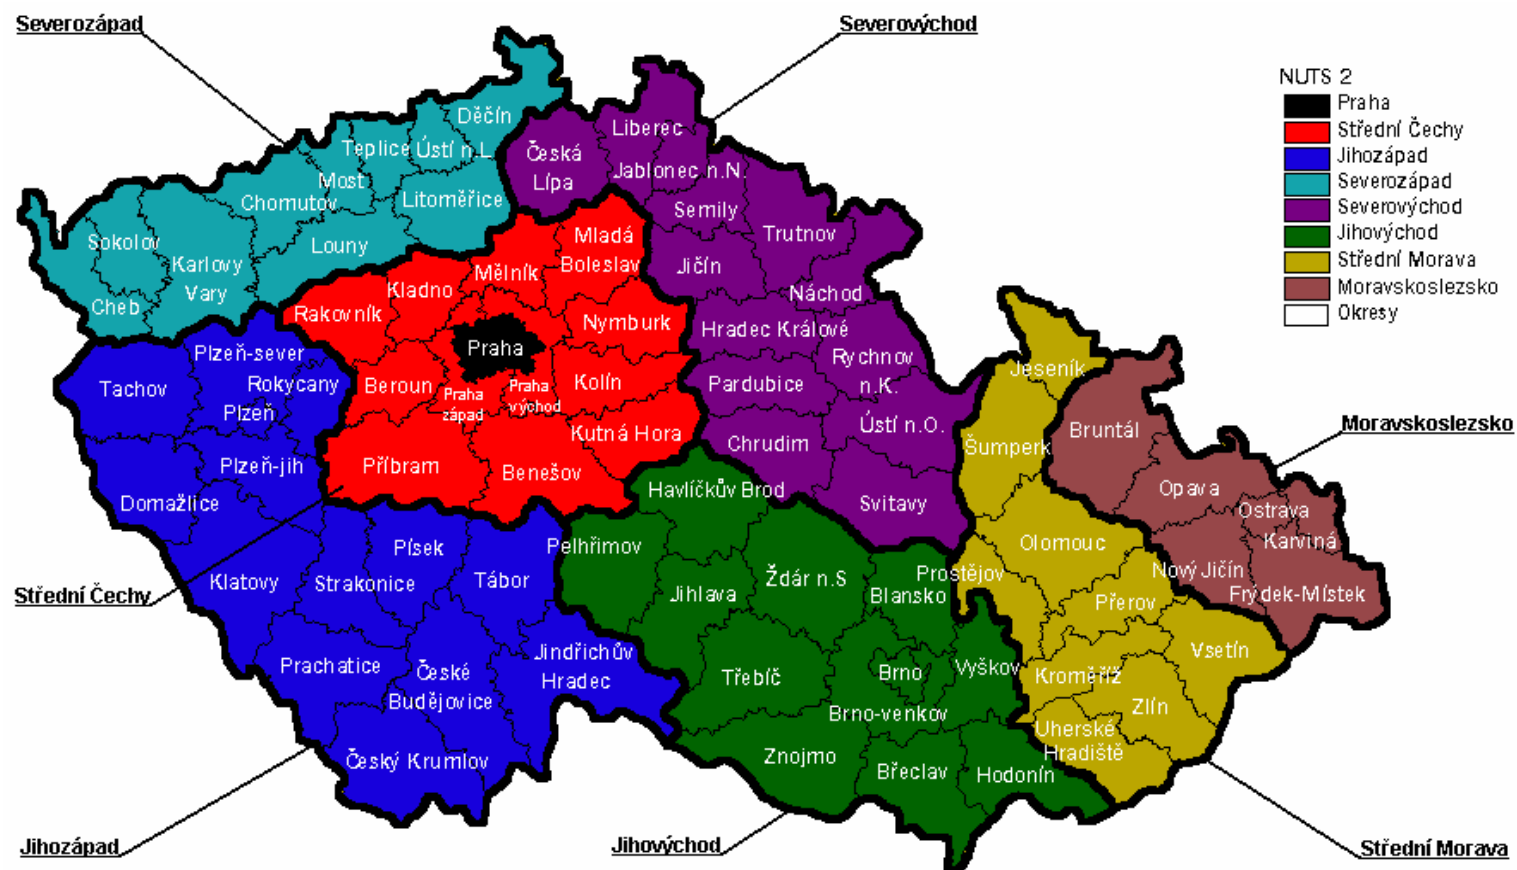 Severozápad
Severovýchod
NUTS 2
Praha
Střední Čechy
Jihozápad
Severozápad
Severovýchod
Jihovýchod
Střední Morava
Moravskoslezsko
Okresy
Děčín
Teplice
Ústí n.L.
Most
Chomutov
Litoměřice
Louny
Sokolov
Karlovy
Vary
Cheb
Liberec
Česká
Lípa
Jablonec n.N.
Semily
Trutnov
Jičín
Náchod
Hradec Králové
Rychnov
n.K.
Pardubice
Ústí n.O.
Chrudim
Svitavy
Mladá
Boleslav
Mělník
Kladno
Rakovník
Nymburk
Praha
Beroun
Praha
západ
Praha
východ
Kolín
Kutná Hora
Příbram
Benešov
Plzeň-sever
Tachov
Rokycany
Plzeň
Plzeň-jih
Domažlice
Klatovy
Písek
Strakonice
Tábor
Prachatice
České
Budějovice
Jindřichův
Hradec
Český Krumlov
Havlíčkův Brod
Pelhřimov
Jihlava
Ždár n.S
Blansko
Třebíč
Brno
Vyškov
Brno-venkov
Znojmo
Břeclav
Hodonín
Jeseník
Šumperk
Olomouc
Prostějov
Přerov
Kroměříž
Vsetín
Zlín
Uherské
Hradiště
Bruntál
Opava
Ostrava
Karviná
Nový Jičín
Frýdek-Místek
Moravskoslezsko
Střední Čechy
Jihozápad
Jihovýchod
Střední Morava